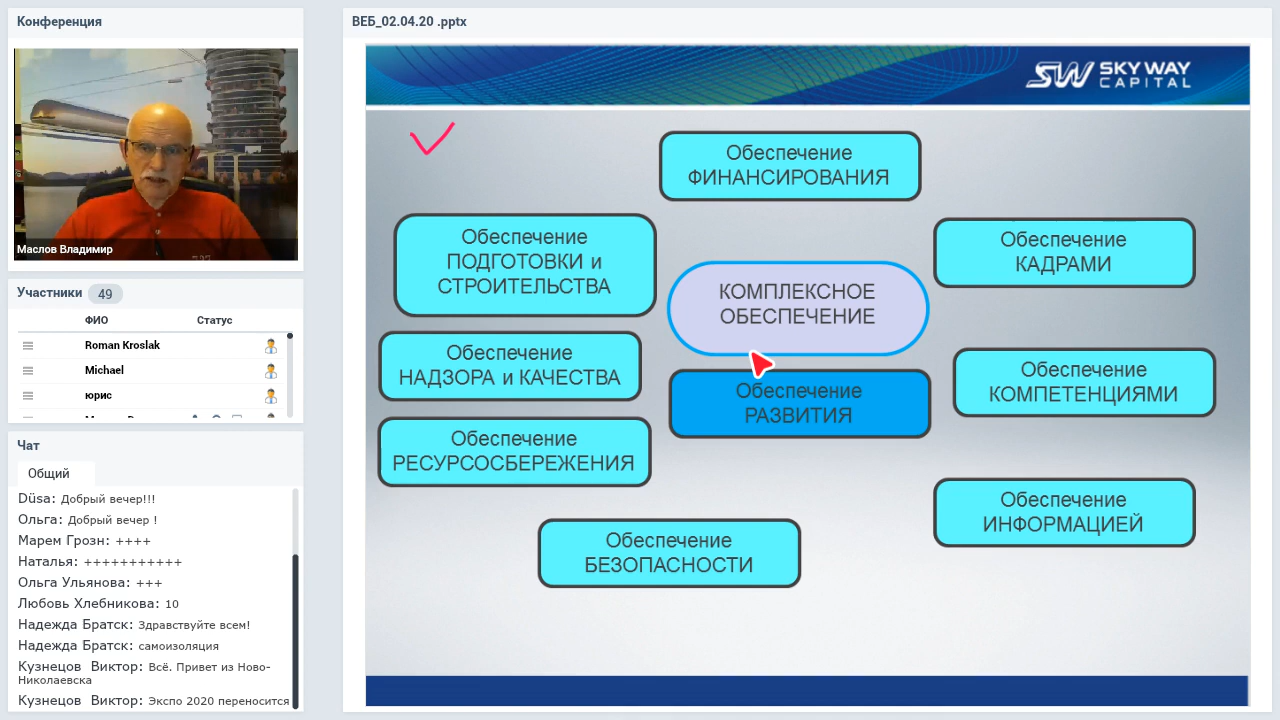 Конференция
Маслов Владимир
Участники 49
ФИО Статус
Roman Kroslak
Michael
юрис
Чат
Общий
Düsa: Добрый вечер!!!
Ольга: Добрый вечер !
Марем Грозн: ++++
Наталья: +++++++++++
Ольга Ульянова: +++
Любовь Хлебникова: 10
Надежда Братск: Здравствуйте всем!
Надежда Братск: самоизоляция
Кузнецов Виктор: Всё. Привет из Ново-
Николаевска
Кузнецов Виктор: Экспо 2020 переносится
ВЕБ_02.04.20 .pptx
SW SKY WAY
CAPITAL
Обеспечение
ФИНАНСИРОВАНИЯ
Обеспечение
ПОДГОТОВКИ и
СТРОИТЕЛЬСТВА
Обеспечение
КАДРАМИ
КОМПЛЕКСНОЕ
ОБЕСПЕЧЕНИЕ
Обеспечение
НАДЗОРА и КАЧЕСТВА
Обеспечение
РАЗВИТИЯ
Обеспечение
КОМПЕТЕНЦИЯМИ
Обеспечение
РЕСУРСОСБЕРЕЖЕНИЯ
Обеспечение
ИНФОРМАЦИЕЙ
Обеспечение
БЕЗОПАСНОСТИ